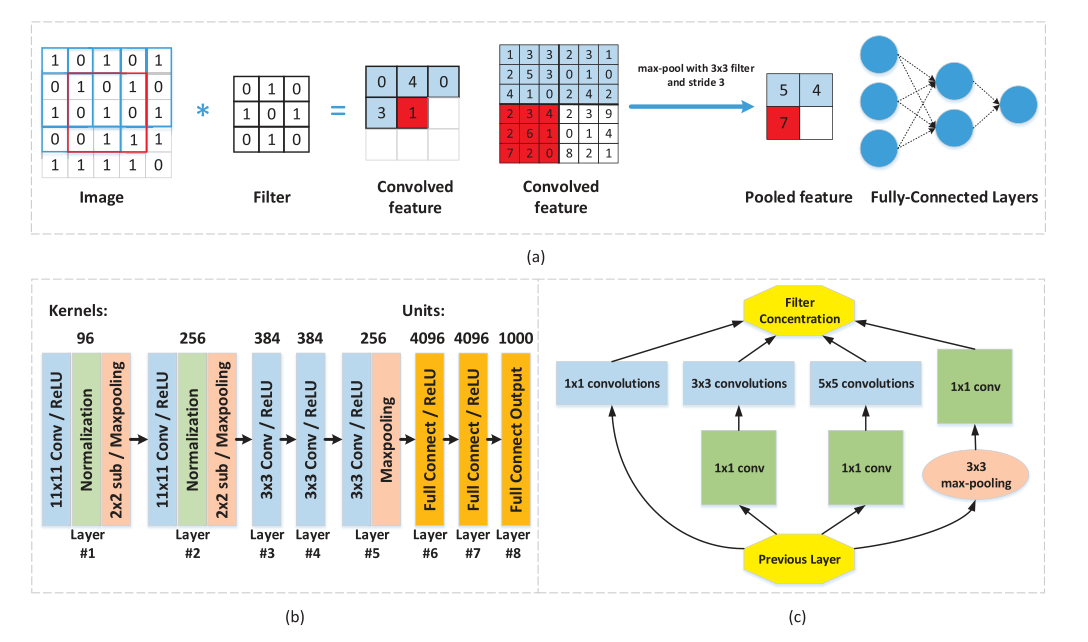 1 0 1 0 1
0 1 0 1 0
1 0 1 0 1
0 0 1 1 0
1 1 1 1 0
Image
*
0 1 0
1 0 1
0 1 0
Filter
=
0 4 0
3 1
Convolved
feature
1 3 3 2 3 1
2 5 3 0 1 0
4 1 0 2 4 2
2 3 4 2 3 9
2 6 1 0 1 4
7 2 0 8 2 1
Convolved
feature
max-pool with 3x3 filter
and stride 3
5 4
7
Pooled feature
Fully-Connected Layers
(a)
Kernels:
Units:
96
256
384
384
256
4096
4096
1000
11x11 Conv / ReLU
Normalization
2x2 sub / Maxpooling
11x11 Conv / ReLU
Normalization
2x2 sub / Maxpooling
3x3 Conv / ReLU
3x3 Conv / ReLU
3x3 Conv / ReLU
Maxpooling
Full Connect / ReLU
Full Connect / ReLU
Full Connect Output
Layer
#1
Layer
#2
Layer
#3
Layer
#4
Layer
#5
Layer
#6
Layer
#7
Layer
#8
(b)
Filter
Concentration
1x1 convolutions
3x3 convolutions
5x5 convolutions
1x1 conv
1x1 conv
1x1 conv
3x3
max-pooling
Previous Layer
(c)